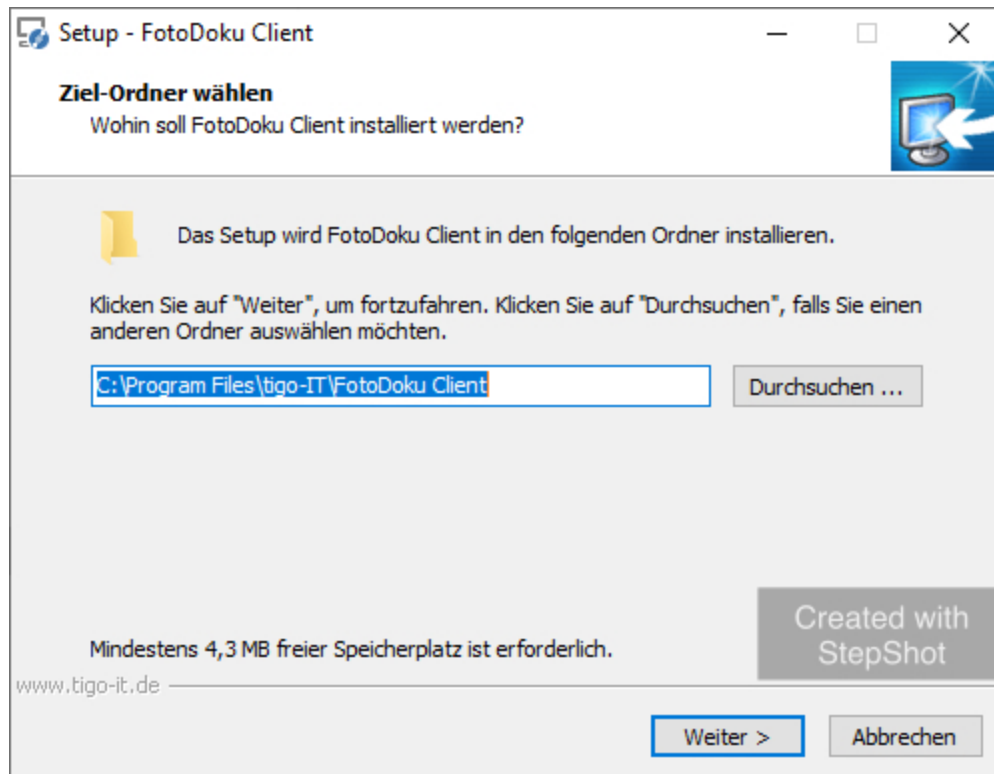 Setup - FotoDoku Client
Ziel-Ordner wählen
Wohin soll FotoDoku Client installiert werden?
Das Setup wird FotoDoku Client in den folgenden Ordner installieren.
Klicken Sie auf "Weiter", um fortzufahren. Klicken Sie auf "Durchsuchen", falls Sie einen
anderen Ordner auswählen möchten.
C:\Program Files\tigo-IT\FotoDoku Client
Durchsuchen ...
Created with
StepShot
Mindestens 4,3 MB freier Speicherplatz ist erforderlich.
www.tigo-it.de
Weiter >
Abbrechen